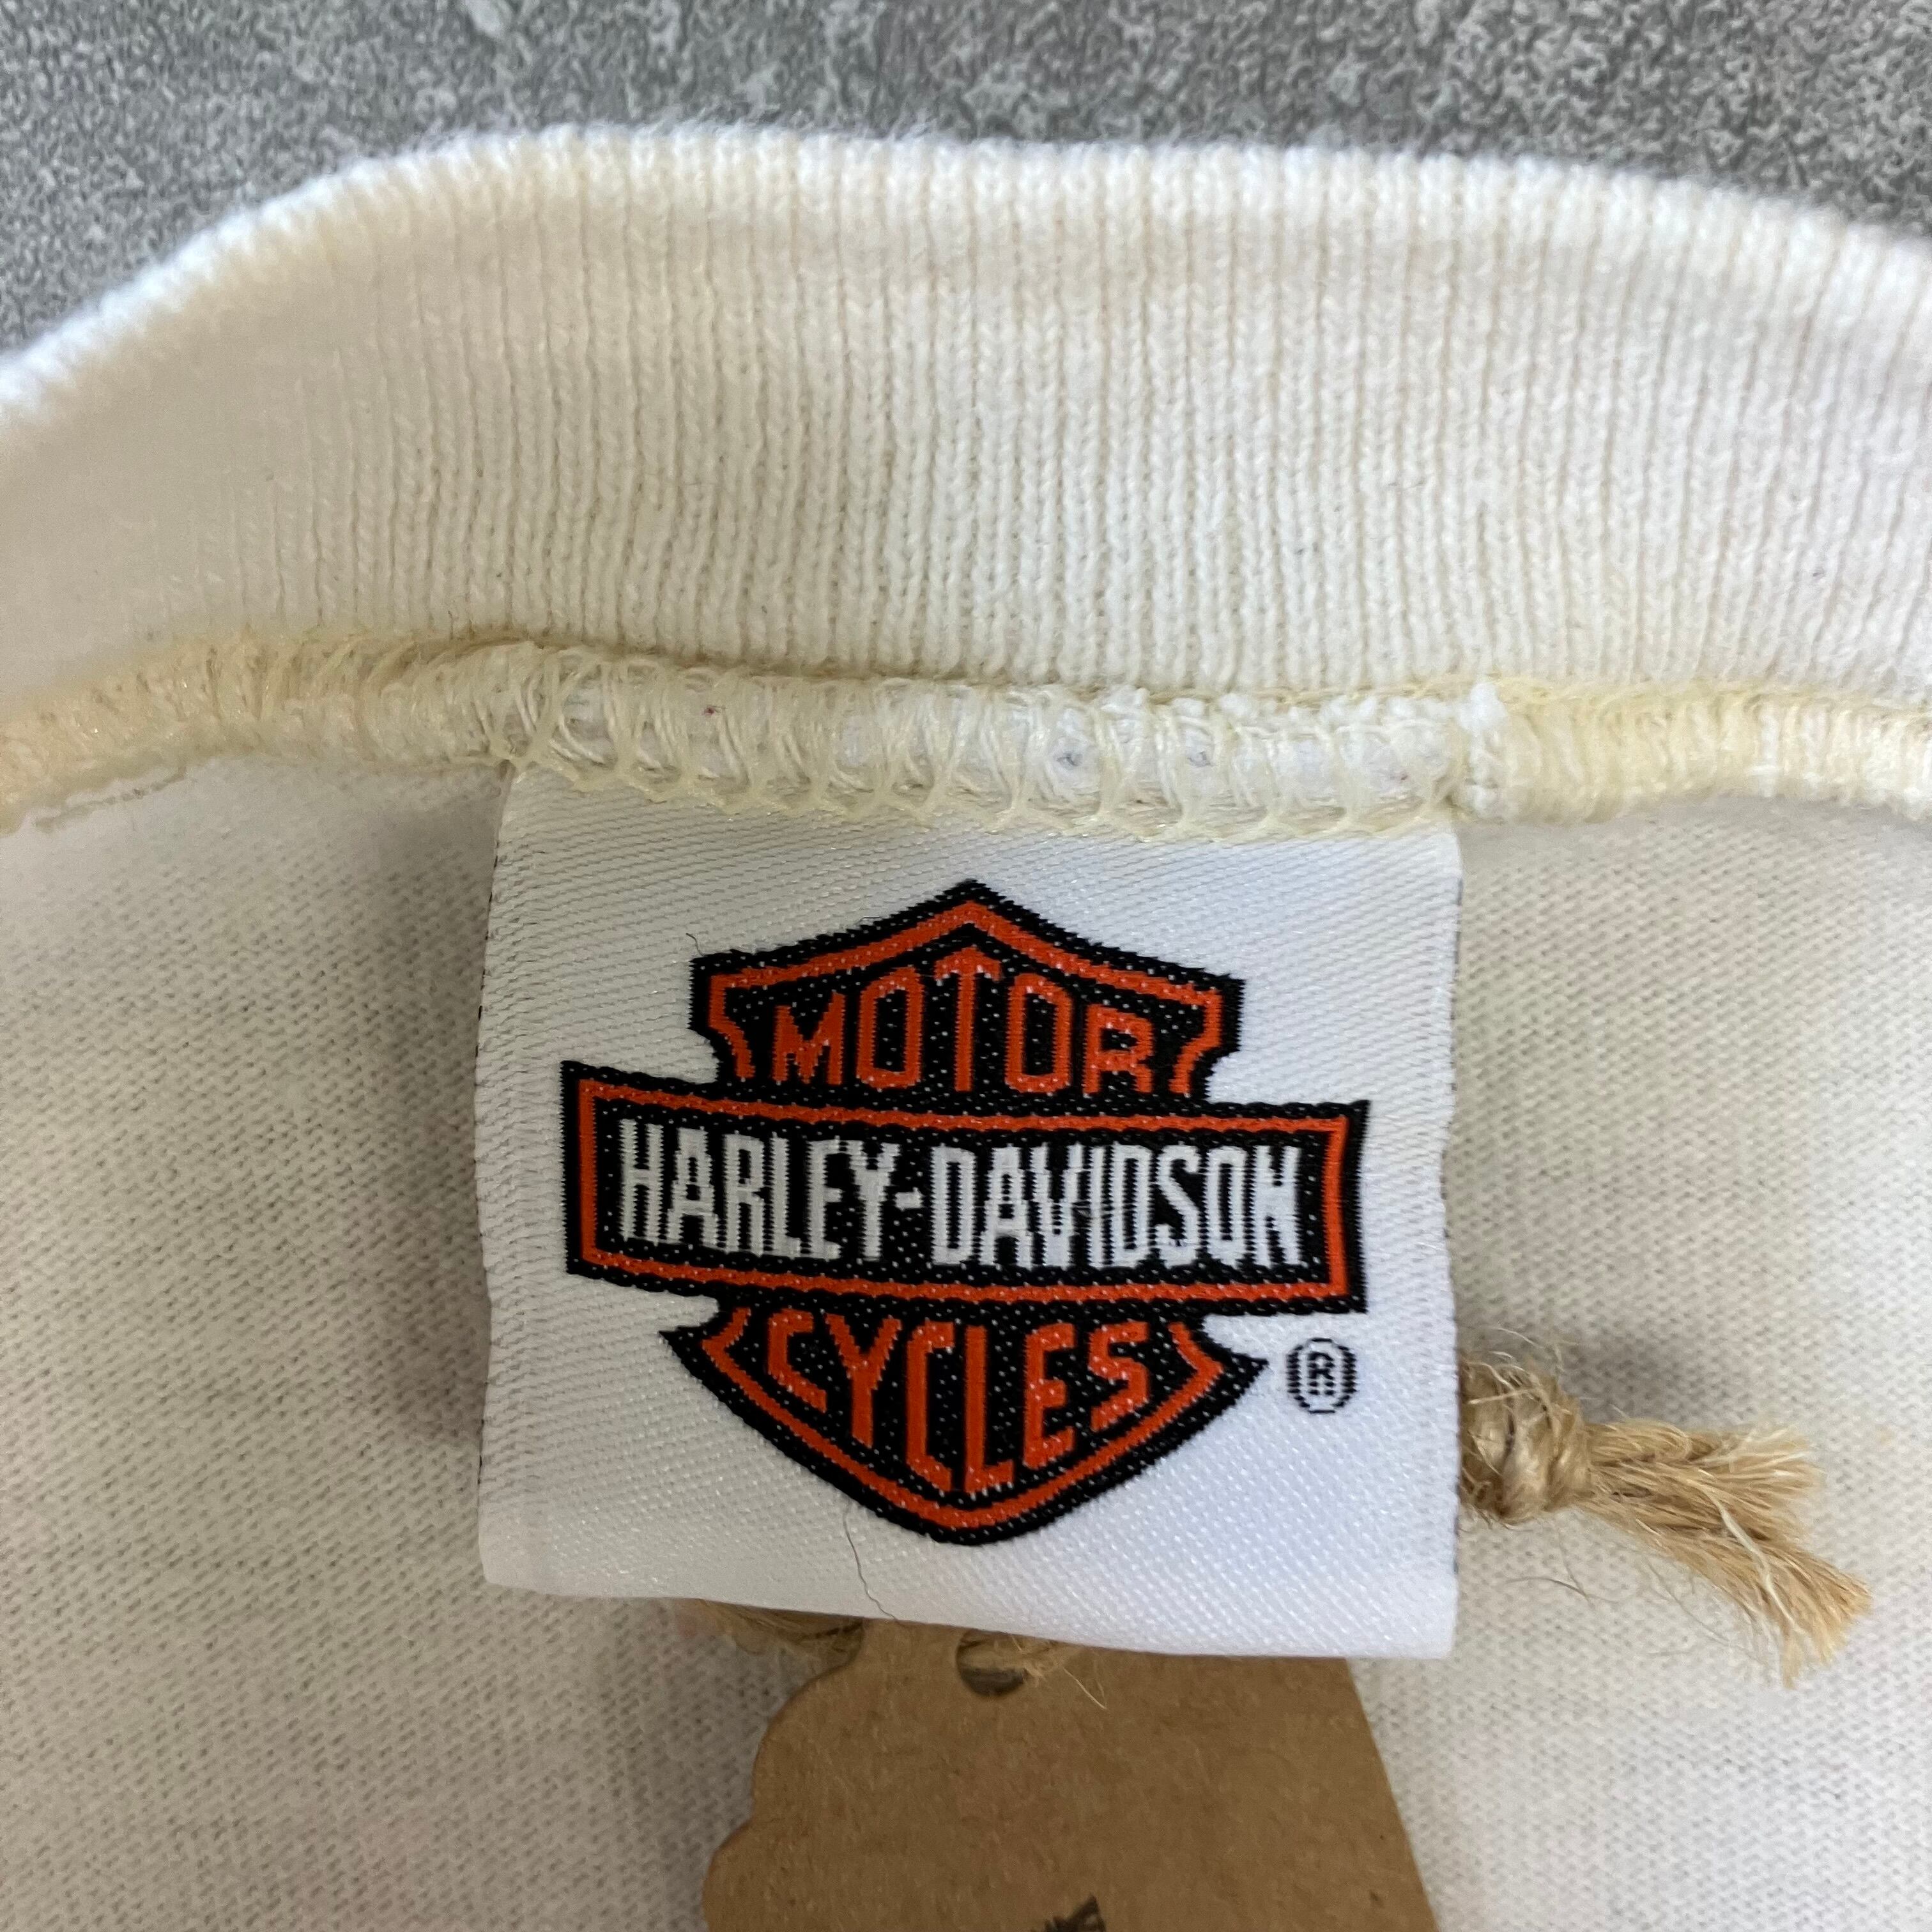 MOTOR
HARLEY-DAVIDSON
CYCLES
®